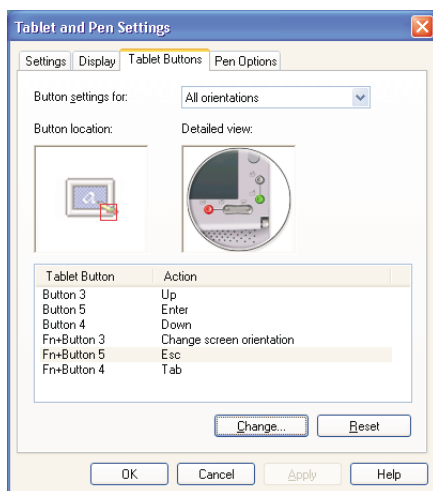 Tablet and Pen Settings
Settings Display Tablet Buttons Pen Options
Button settings for: All orientations
Button location: Detailed view:
Tablet Button Action
Button 3 Up
Button 5 Enter
Button 4 Down
Fn+Button 3 Change screen orientation
Fn+Button 5 Esc
Fn+Button 4 Tab
Change... Reset
OK Cancel Apply Help